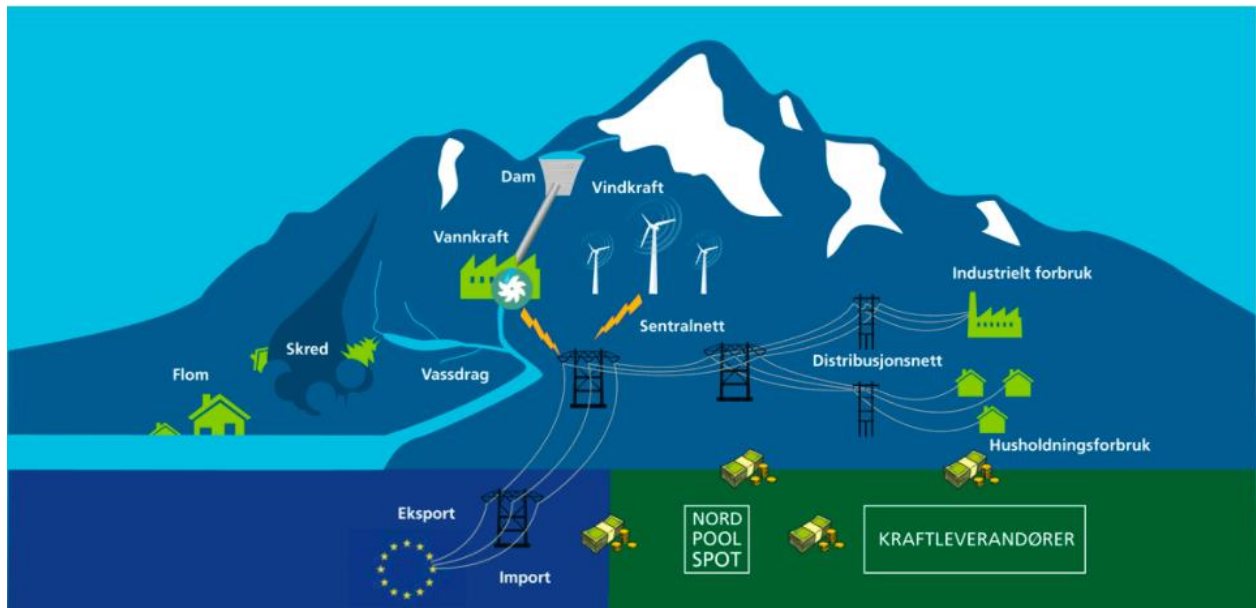 Dam
Vindkraft
Vannkraft
Industrielt forbruk
Sentralnett
Skred
Distribusjonsnett
Flom
Vassdrag
Husholdningsforbruk
Eksport
Import
NORD
POOL
SPOT
KRAFTLEVERANDØRER